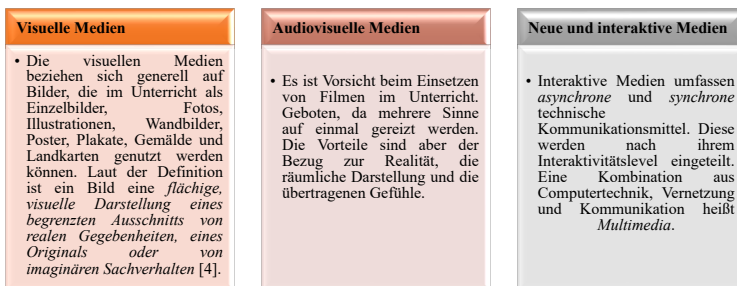 Visuelle Medien
• Die visuellen Medien
beziehen sich generell auf
Bilder, die im Unterricht als
Einzelbilder, Fotos,
Illustrationen, Wandbilder,
Poster, Plakate, Gemälde und
Landkarten genutzt werden
können. Laut der Definition
ist ein Bild eine flächige,
visuelle Darstellung eines
begrenzten Ausschnitts von
realen Gegebenheiten, eines
Originals oder von
imaginären Sachverhalten [4].
Audiovisuelle Medien
• Es ist Vorsicht beim Einsetzen
von Filmen im Unterricht.
Geboten, da mehrere Sinne
auf einmal gereizt werden.
Die Vorteile sind aber der
Bezug zur Realität, die
räumliche Darstellung und die
übertragenen Gefühle.
Neue und interaktive Medien
• Interaktive Medien umfassen
asynchrone und synchrone
technische
Kommunikationsmittel. Diese
werden nach ihrem
Interaktivitätslevel eingeteilt.
Eine Kombination aus
Computertechnik, Vernetzung
und Kommunikation heißt
Multimedia.